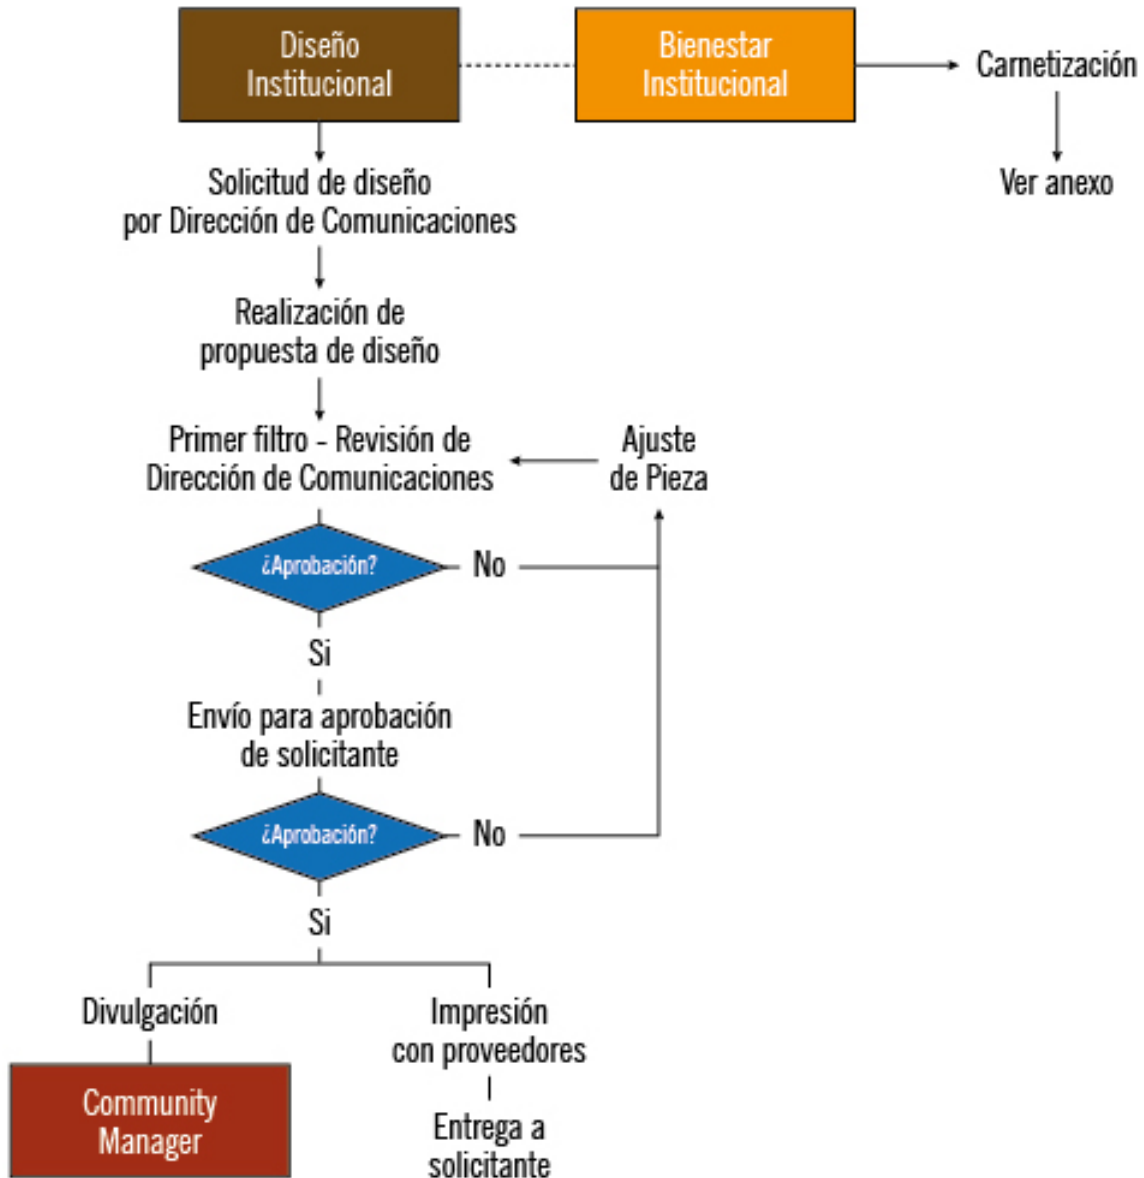 Diseño
Institucional
Bienestar
Institucional
Carnetización
Ver anexo
Solicitud de diseño
por Dirección de Comunicaciones
Realización de
propuesta de diseño
Primer filtro - Revisión de
Dirección de Comunicaciones
Ajuste
de Pieza
¿Aprobación?
No
Si
Envío para aprobación
de solicitante
¿Aprobación?
No
Si
Divulgación
Community
Manager
Impresión
con proveedores
Entrega a
solicitante